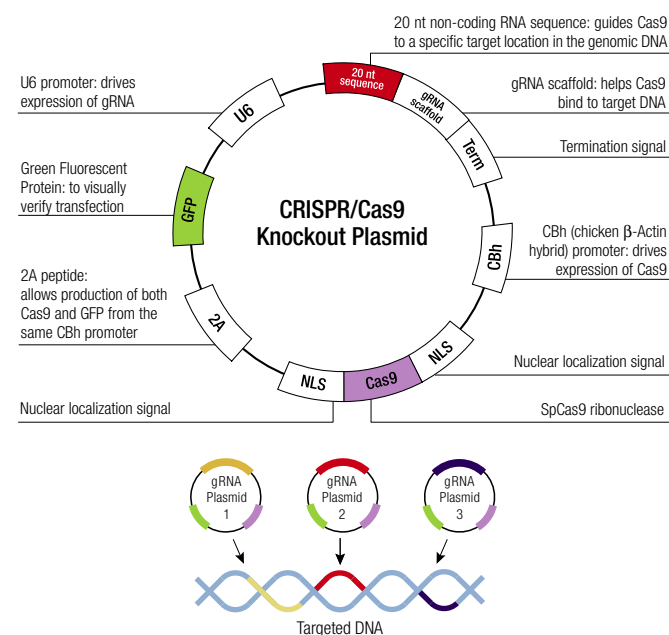 20 nt non-coding RNA sequence: guides Cas9
to a specific target location in the genomic DNA
U6 promoter: drives
expression of gRNA
gRNA scaffold: helps Cas9
bind to target DNA
Termination signal
Green Fluorescent
Protein: to visually
verify transfection
CBh (chicken β-Actin
hybrid) promoter: drives
expression of Cas9
2A peptide:
allows production of both
Cas9 and GFP from the
same CBh promoter
Nuclear localization signal
Nuclear localization signal
SpCas9 ribonuclease
20 nt
sequence
gRNA
scaffold
Term
CBh
NLS
Cas9
NLS
2A
GFP
U6
CRISPR/Cas9
Knockout Plasmid
gRNA
Plasmid
1
gRNA
Plasmid
2
gRNA
Plasmid
3
Targeted DNA